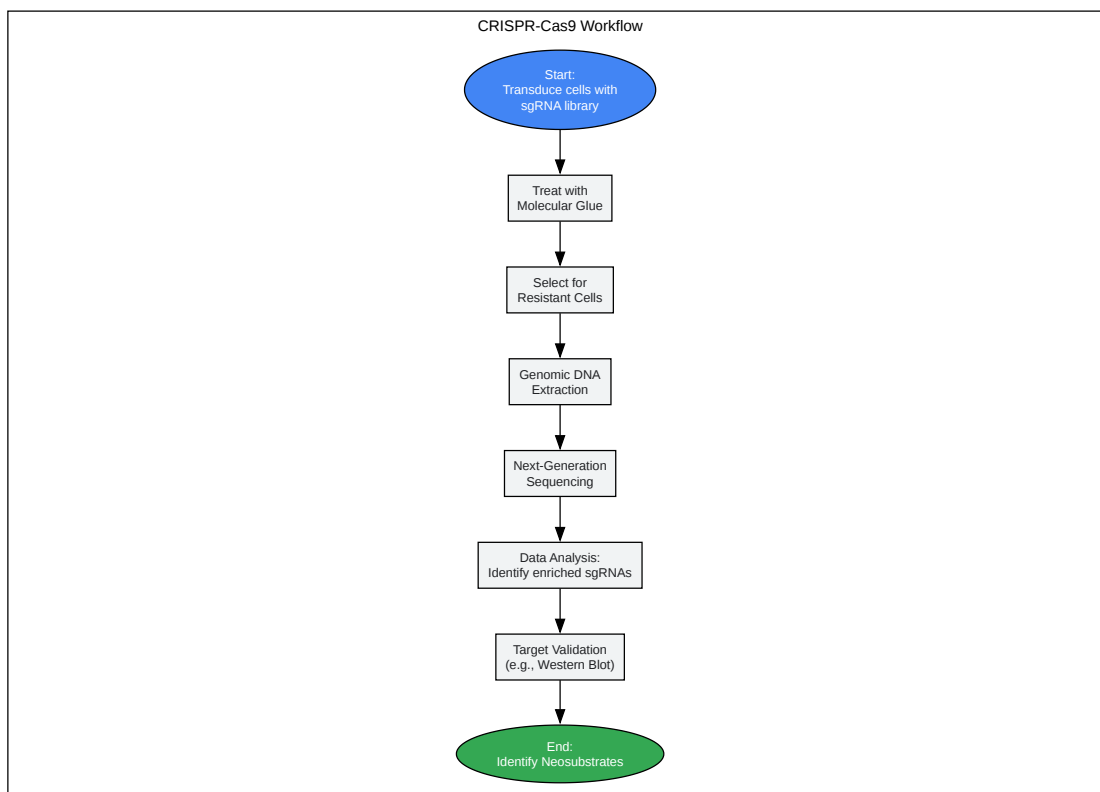 CRISPR-Cas9 Workflow
Start:
Transduce cells with
sgRNA library
Treat with
Molecular Glue
Select for
Resistant Cells
Genomic DNA
Extraction
Next-Generation
Sequencing
Data Analysis:
Identify enriched sgRNAs
Target Validation
(e.g., Western Blot)
End:
Identify Neosubstrates